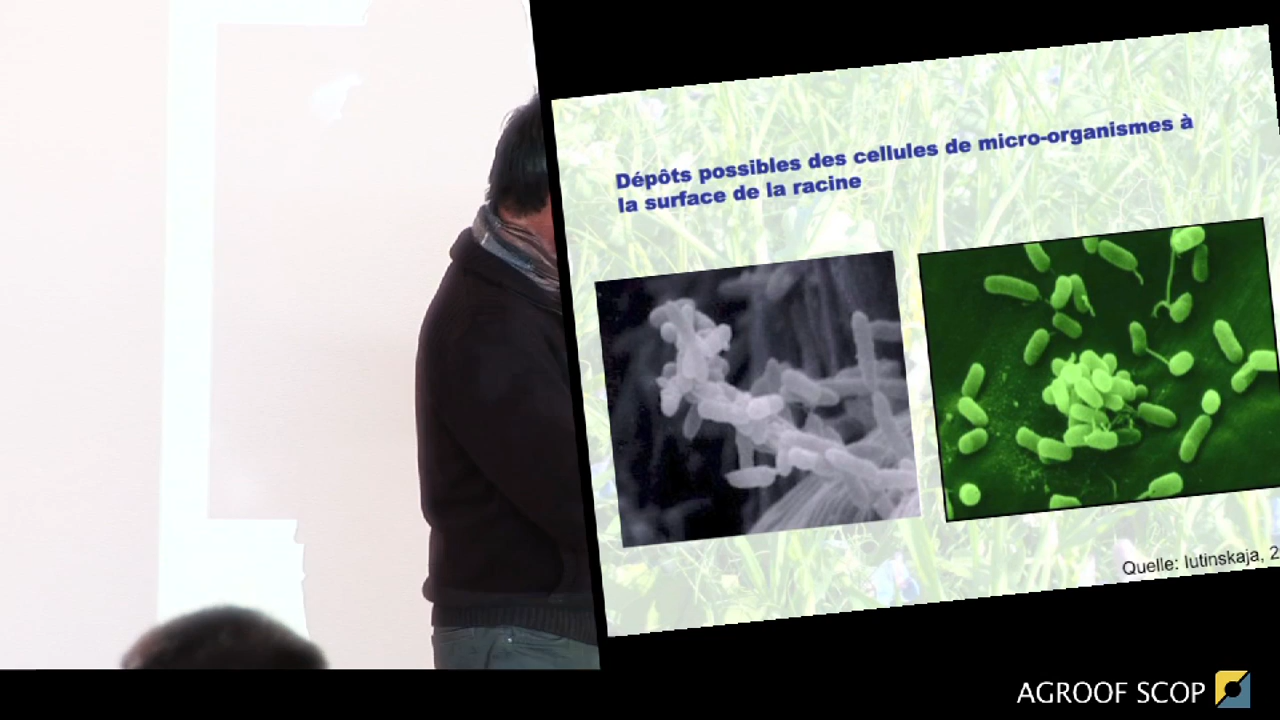 Dépôts possibles des cellules de micro-organismes à
la surface de la racine
Quelle: Iutinskaja, 2
AGROOF SCOP